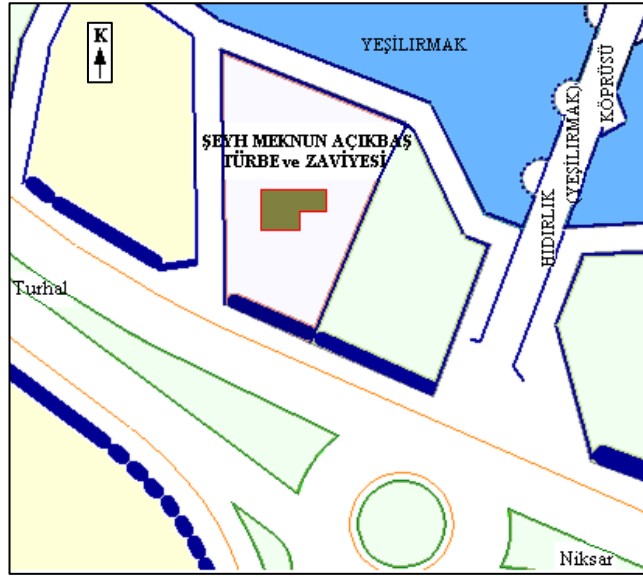 K
YEŞİLIRMAK
ŞEYH MEKNUN AÇIKBAŞ
TÜRBE ve ZAVİYESİ
HIDIRLIK
(YEŞİLIRMAK)
KÖPRÜSÜ
Turhal
Niksar